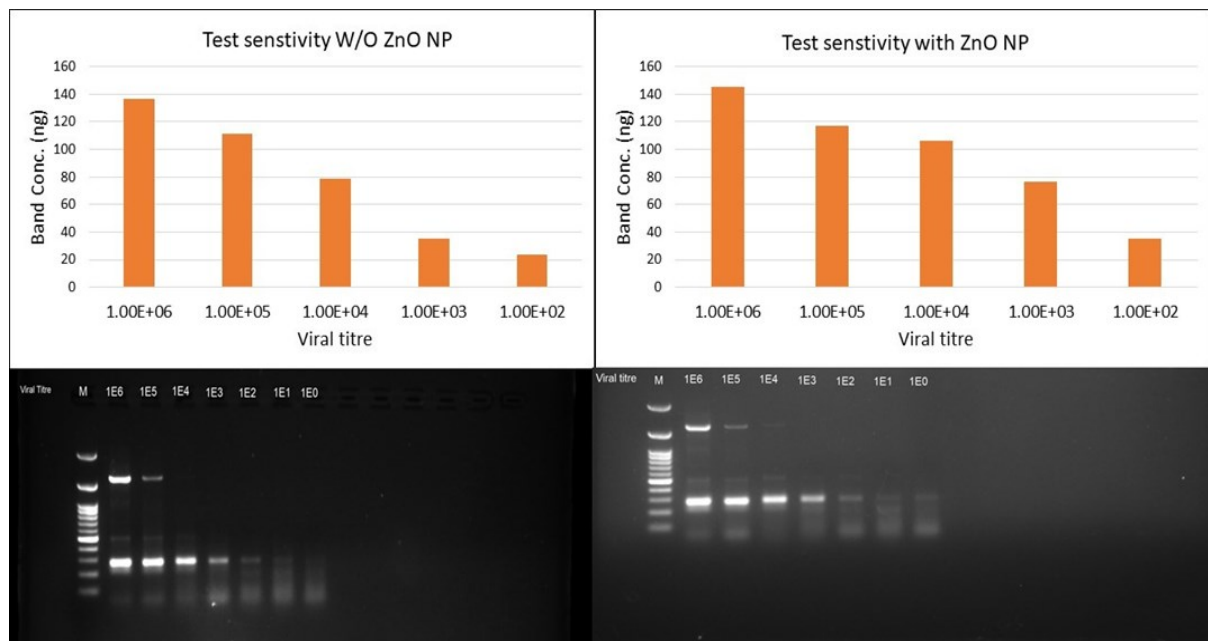 Test senstivity W/O ZnO NP
Band Conc. (ng)
160
140
120
100
80
60
40
20
0
1.00E+06 1.00E+05 1.00E+04 1.00E+03 1.00E+02
Viral titre
Test senstivity with ZnO NP
Band Conc. (ng)
160
140
120
100
80
60
40
20
0
1.00E+06 1.00E+05 1.00E+04 1.00E+03 1.00E+02
Viral titre
Viral Titre M 1E6 1E5 1E4 1E3 1E2 1E1 1E0
Viral titre M 1E6 1E5 1E4 1E3 1E2 1E1 1E0